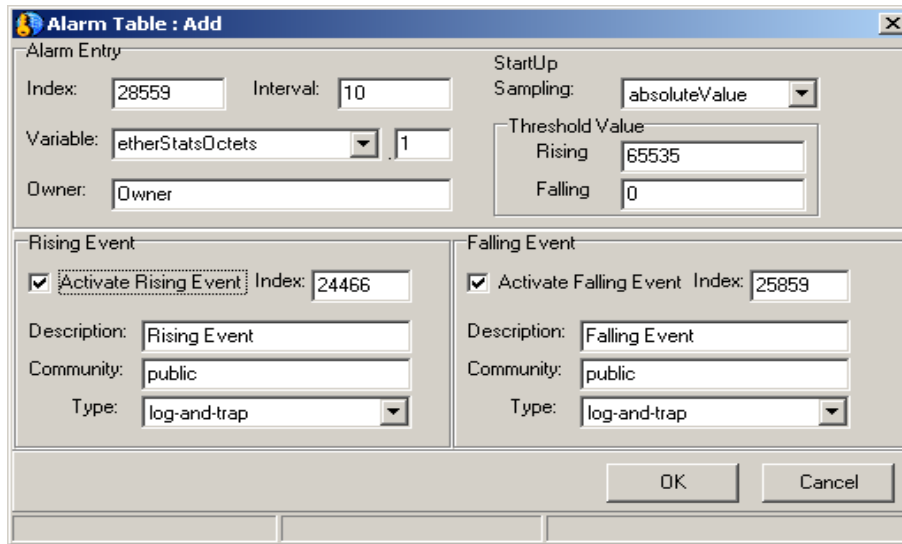 Alarm Table : Add
Alarm Entry
Index: 28559 Interval: 10
Variable: etherStatsOctets . 1
Owner: Owner
StartUp
Sampling: absoluteValue
Threshold Value
Rising 65535
Falling 0
Rising Event
Activate Rising Event Index: 24466
Description: Rising Event
Community: public
Type: log-and-trap
Falling Event
Activate Falling Event Index: 25859
Description: Falling Event
Community: public
Type: log-and-trap
OK Cancel